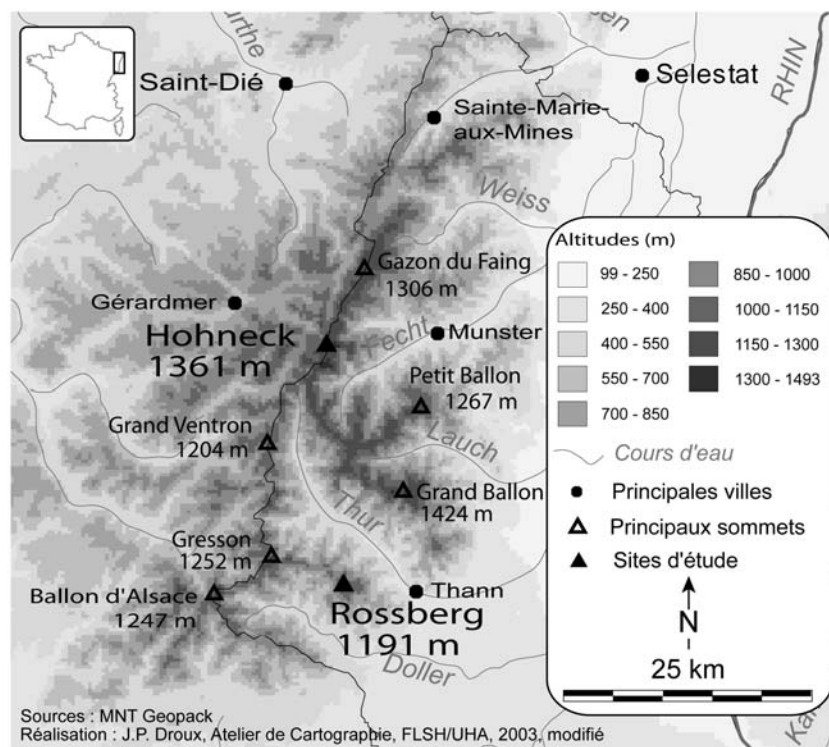 urthe
sen
Saint-Dié
Selestat
RHIN
Sainte-Marie-
aux-Mines
Weiss
Gazon du Faing
1306 m
Gérardmer
Hohneck
1361 m
Fecht
Munster
Petit Ballon
1267 m
Grand Ventron
1204 m
Lauch
Grand Ballon
1424 m
Thur
Gresson
1252 m
Ballon d'Alsace
1247 m
Thann
Rossberg
1191 m
Doller
Altitudes (m)
99 - 250
250 - 400
400 - 550
550 - 700
700 - 850
850 - 1000
1000 - 1150
1150 - 1300
1300 - 1493
Cours d'eau
Principales villes
Principaux sommets
Sites d'étude
N
25 km
Sources : MNT Geopack
Réalisation : J.P. Droux, Atelier de Cartographie, FLSH/UHA, 2003, modifié